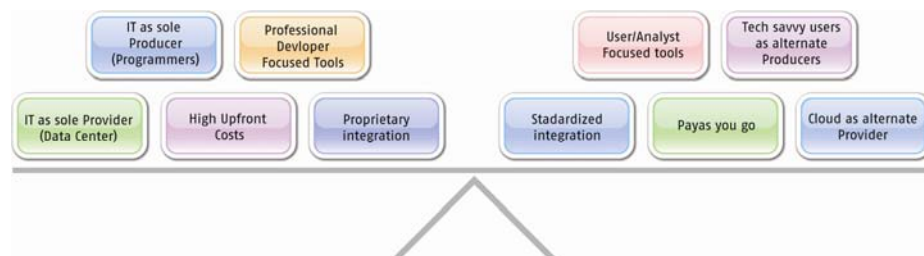 IT as sole
Producer
(Programmers)
Professional
Devloper
Focused Tools
User/Analyst
Focused tools
Tech savvy users
as alternate
Producers
IT as sole Provider
(Data Center)
High Upfront
Costs
Proprietary
integration
Stadardized
integration
Payas you go
Cloud as alternate
Provider